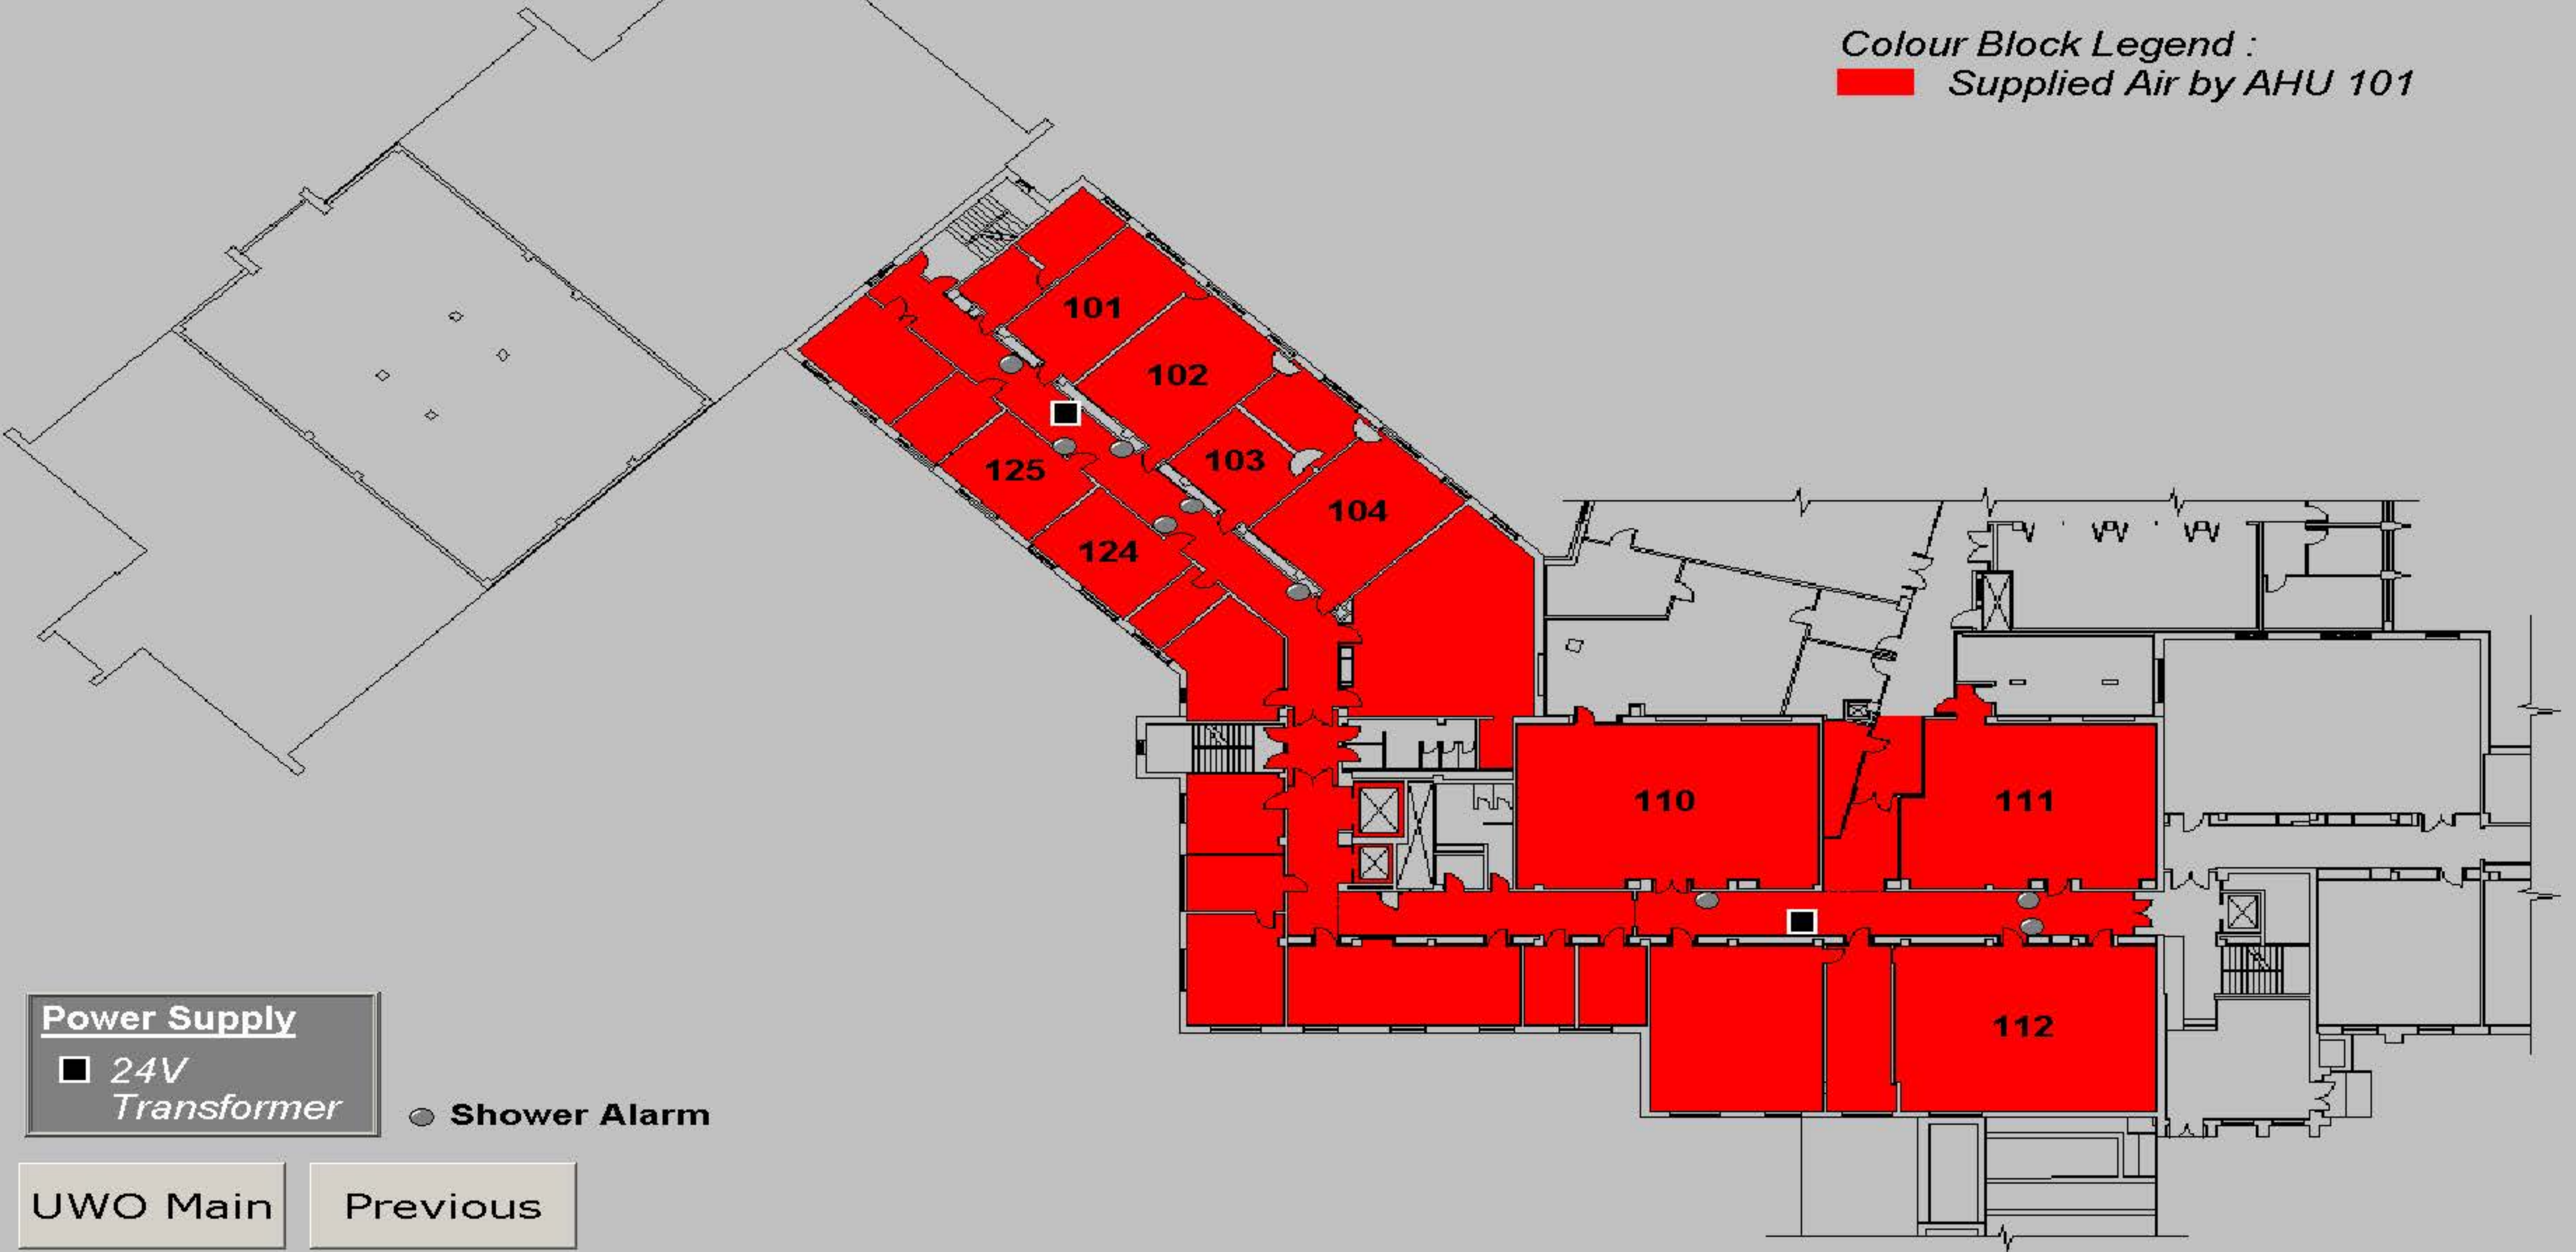 Colour Block Legend :
Supplied Air by AHU 101
101
102
103
125
104
124
110
111
112
Power Supply
24V
Transformer
Shower Alarm
UWO Main
Previous